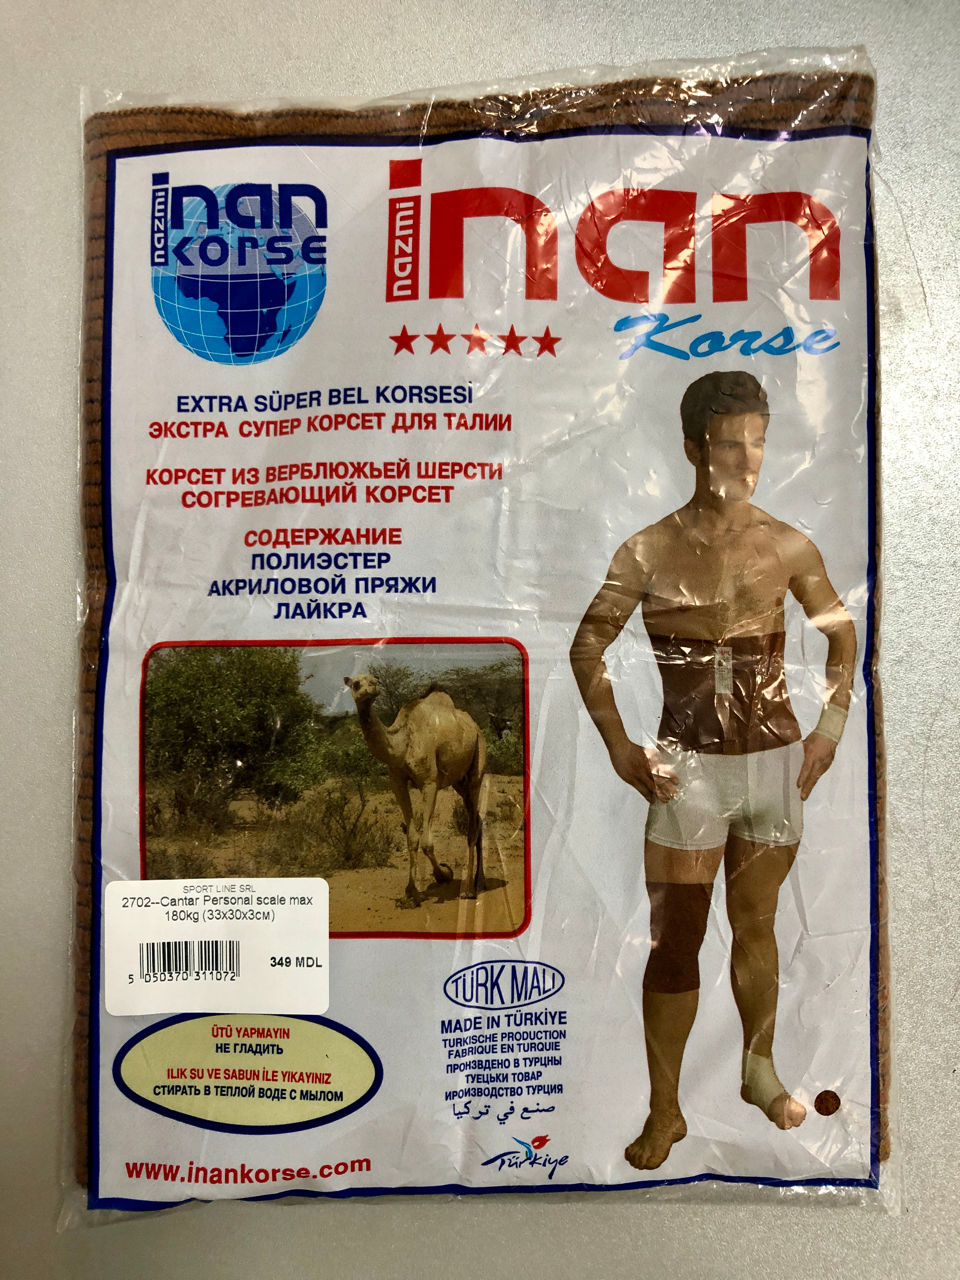 nazmi inan korse
nazmi inan
Korse
EXTRA SÜPER BEL KORSESİ
ЭКСТРА СУПЕР КОРСЕТ ДЛЯ ТАЛИИ
КОРСЕТ ИЗ ВЕРБЛЮЖЬЕЙ ШЕРСТИ
СОГРЕВАЮЩИЙ КОРСЕТ
СОДЕРЖАНИЕ
ПОЛИЭСТЕР
АКРИЛОВОЙ ПРЯЖИ
ЛАЙКРА
SPORT LINE SRL
2702--Cantar Personal scale max
180kg (33x30x3см)
349 MDL
5 050370 311072
TÜRK MALI
MADE IN TÜRKİYE
TURKISCHE PRODUCTION
FABRIQUE EN TURQUIE
ПРОНЗВДЕНО В ТУРЦНЫ
ТУЕЦЬКИ ТОВАР
ИРОИЗВОДСТВО ТУРЦИЯ
صنع في تركيا
Türkiye
ÜTÜ YAPMAYIN
НЕ ГЛАДИТЬ
ILIK SU VE SABUN İLE YIKAYINIZ
СТИРАТЬ В ТЕПЛОЙ ВОДЕ С МЫЛОМ
www.inankorse.com